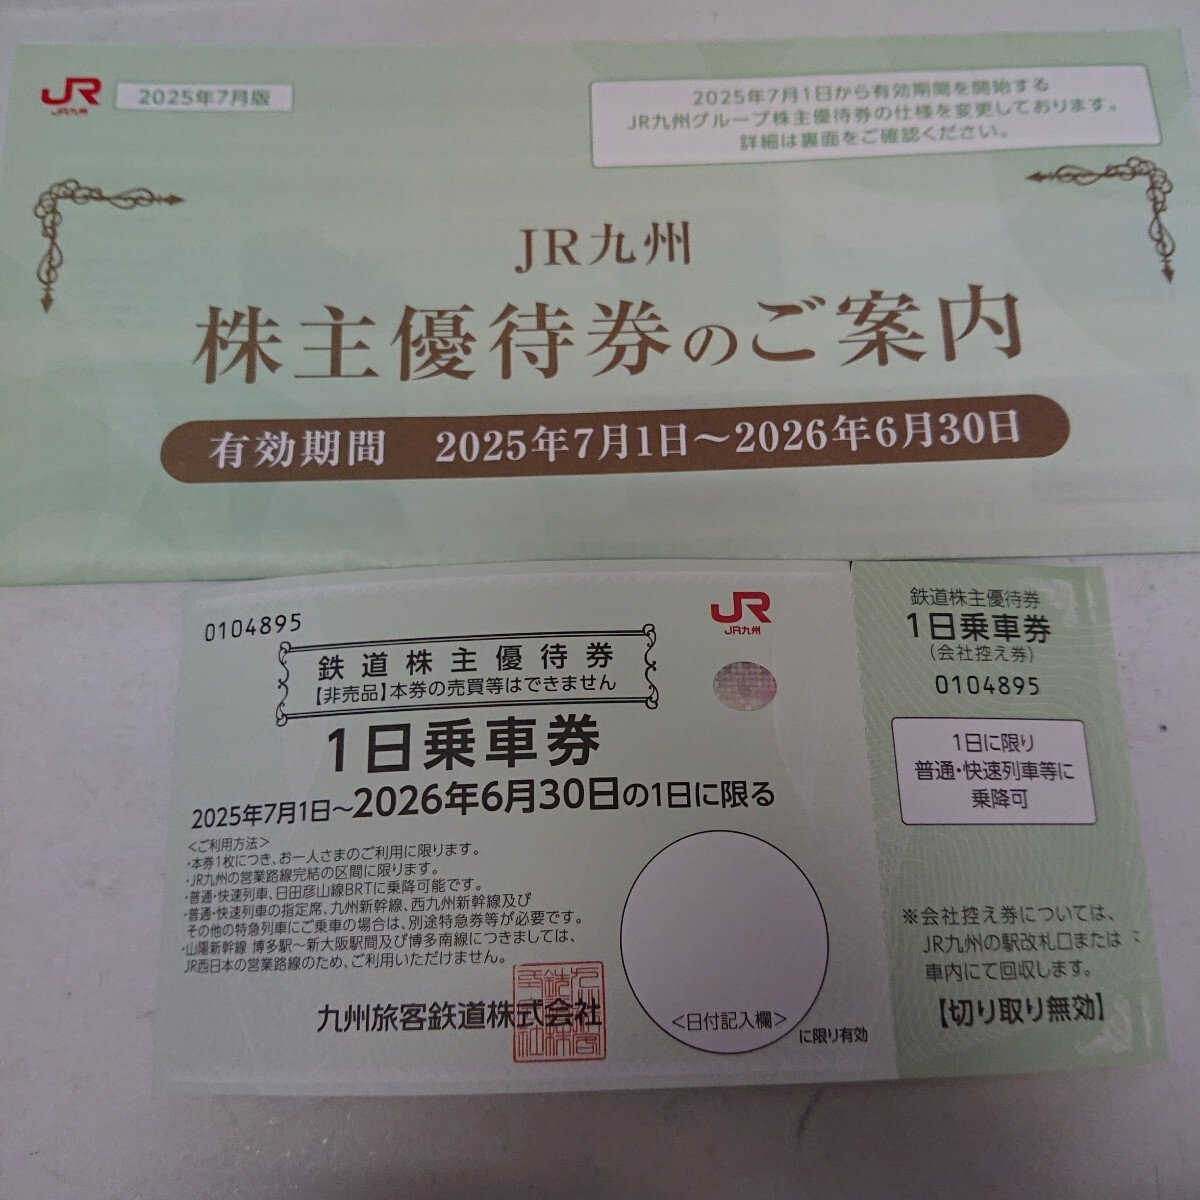 JR
JR九州
2025年7月版
2025年7月1日から有効期間を開始する
JR九州グループ株主優待券の仕様を変更しております。
詳細は裏面をご確認ください。
JR九州
株主優待券のご案内
有効期間 2025年7月1日～2026年6月30日
0104895
JR
JR九州
鉄道株主優待券
【非売品】本券の売買等はできません
1日乗車券
2025年7月1日～2026年6月30日の1日に限る
＜ご利用方法＞
・本券1枚につき、お一人さまのご利用に限ります。
・JR九州の営業路線完結の区間に限ります。
・普通・快速列車、日田彦山線BRTに乗降可能です。
・普通・快速列車の指定席、九州新幹線、西九州新幹線及び
その他の特急列車にご乗車の場合は、別途特急券等が必要です。
・山陽新幹線 博多駅～新大阪駅間及び博多南線につきましては、
JR西日本の営業路線のため、ご利用いただけません。
九州旅客鉄道株式会社
＜日付記入欄＞
に限り有効
鉄道株主優待券
1日乗車券
（会社控え券）
0104895
1日に限り
普通・快速列車等に
乗降可
※会社控え券については、
JR九州の駅改札口または
車内にて回収します。
【切り取り無効】